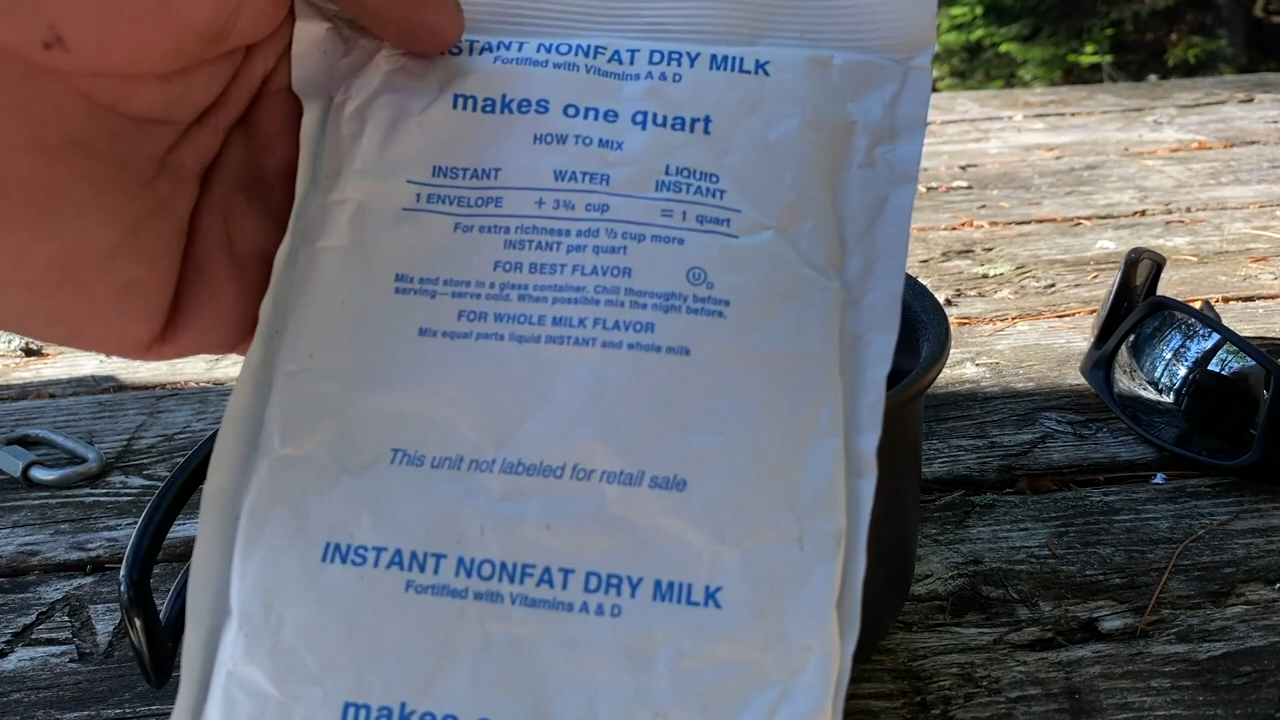 INSTANT NONFAT DRY MILK
Fortified with Vitamins A & D
makes one quart
HOW TO MIX
INSTANT WATER LIQUID INSTANT
1 ENVELOPE + 3¾ cup = 1 quart
For extra richness add ⅓ cup more
INSTANT per quart
FOR BEST FLAVOR
U D
Mix and store in a glass container. Chill thoroughly before
serving—serve cold. When possible mix the night before.
FOR WHOLE MILK FLAVOR
Mix equal parts liquid INSTANT and whole milk
This unit not labeled for retail sale
INSTANT NONFAT DRY MILK
Fortified with Vitamins A & D
makes